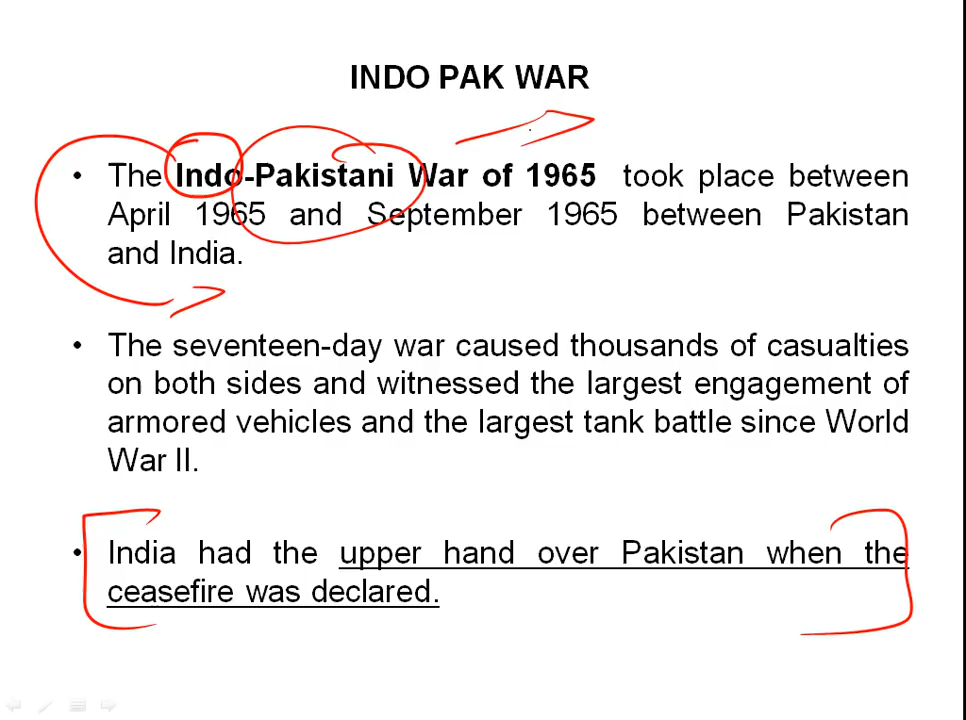 INDO PAK WAR
• The Indo-Pakistani War of 1965 took place between
April 1965 and September 1965 between Pakistan
and India.
• The seventeen-day war caused thousands of casualties
on both sides and witnessed the largest engagement of
armored vehicles and the largest tank battle since World
War II.
• India had the upper hand over Pakistan when the
ceasefire was declared.